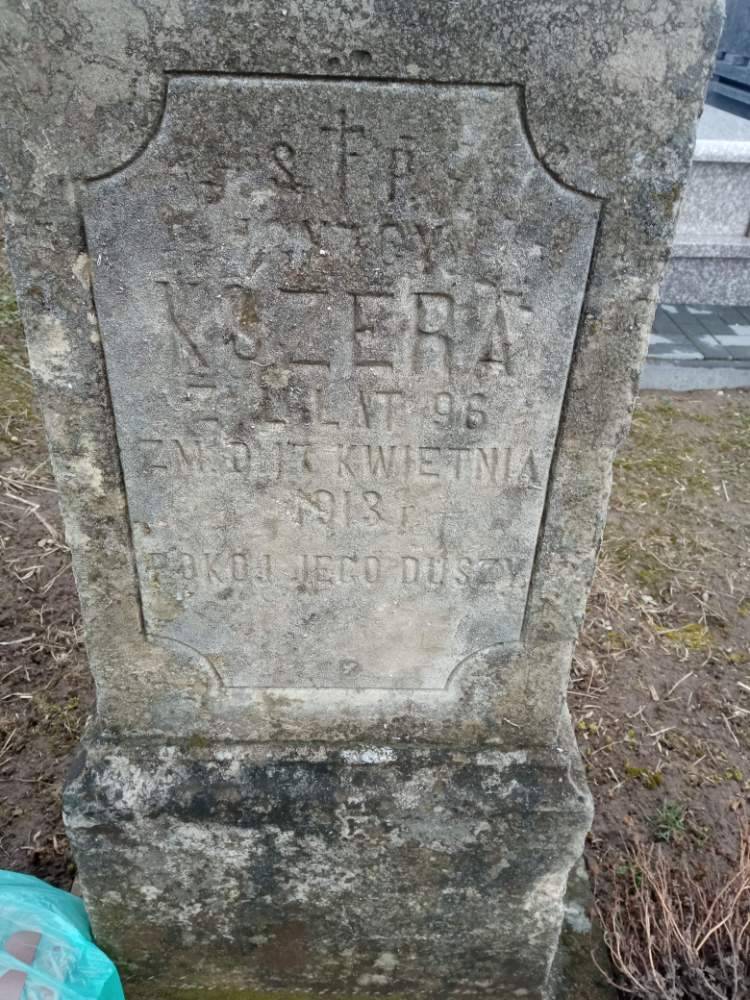 Ś † P
KOZERA
LAT 96
ZM. D. 17 KWIETNIA
1913 r.
POKÓJ JEGO DUSZY